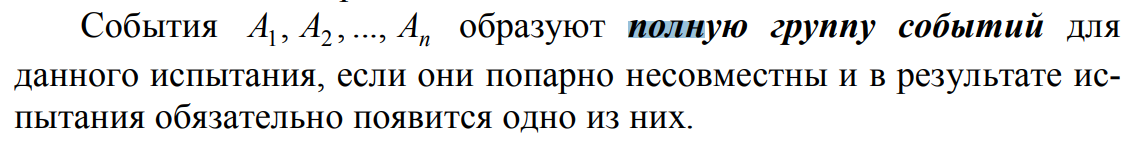 События A₁, A₂, ..., Aₙ образуют полную группу событий для
данного испытания, если они попарно несовместны и в результате ис-
пытания обязательно появится одно из них.